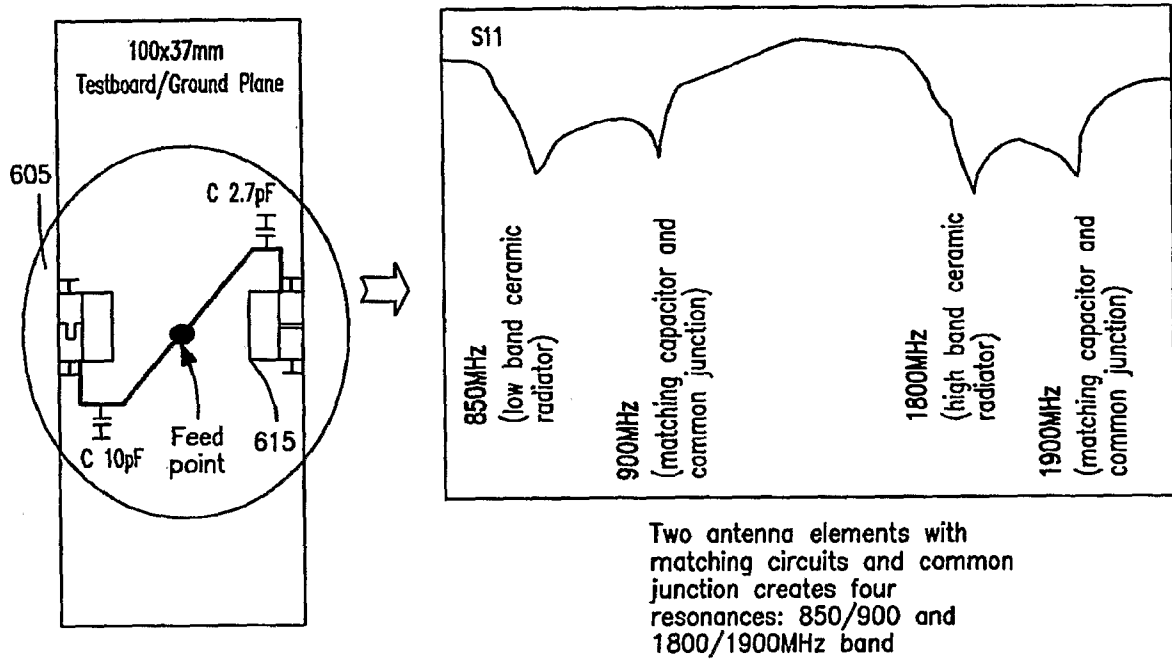 100x37mm
Testboard/Ground Plane
605
C 2.7pF
C 10pF
Feed
point
615
S11
850MHz
(low band ceramic
radiator)
900MHz
(matching capacitor and
common junction)
1800MHz
(high band ceramic
radiator)
1900MHz
(matching capacitor and
common junction)
Two antenna elements with
matching circuits and common
junction creates four
resonances: 850/900 and
1800/1900MHz band